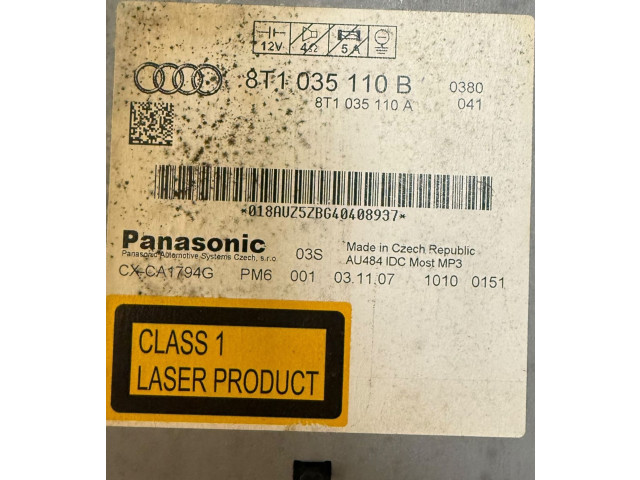 12V 4Ω 5A
8T1 035 110 B 0380
8T1 035 110 A 041
*018AUZ5ZBG40408937*
Panasonic
Panasonic Automotive Systems Czech, s.r.o.
03S
Made in Czech Republic
AU484 IDC Most MP3
CX-CA1794G PM6 001 03.11.07 1010 0151
CLASS 1
LASER PRODUCT